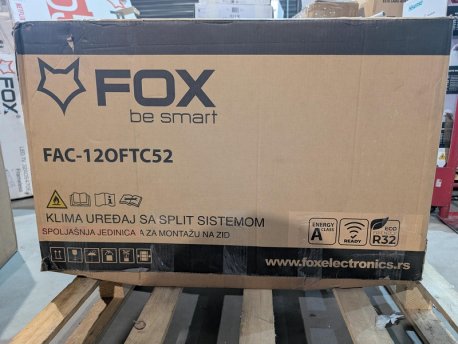 FOX
be smart
FAC-12OFTC52
KLIMA UREĐAJ SA SPLIT SISTEMOM
SPOLJAŠNJA JEDINICA A ZA MONTAŽU NA ZID
ENERGY
A CLASS
READY
ECO
R32
www.foxelectronics.rs
FOX